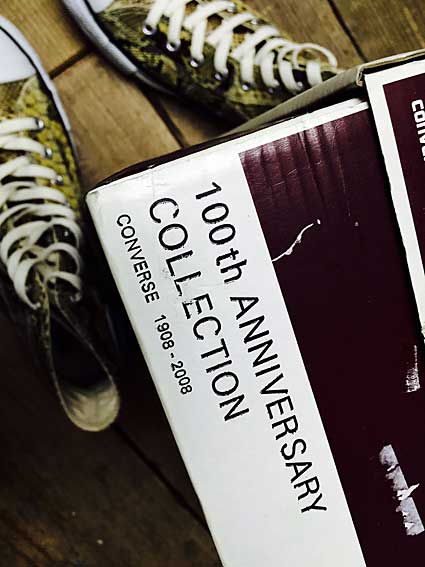 100th ANNIVERSARY
COLLECTION
CONVERSE 1908-2008